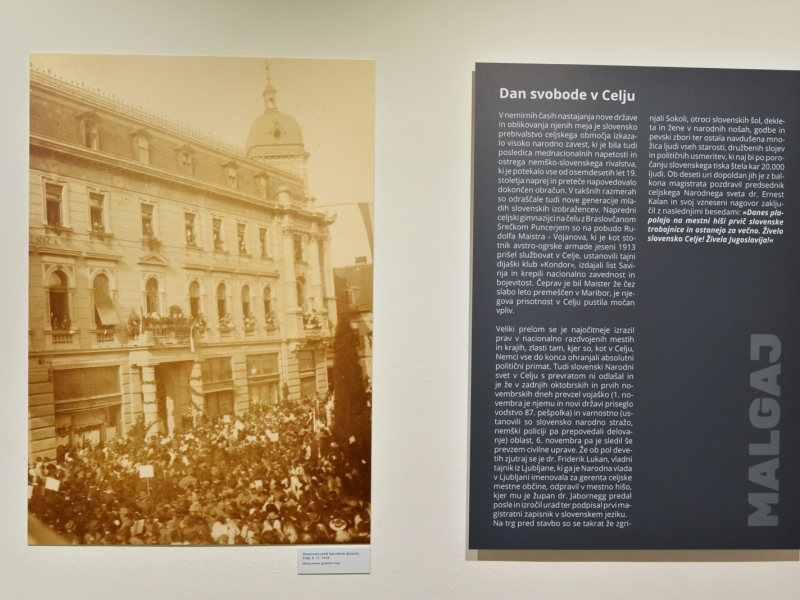 Dan svobode v Celju
V nemirnih časih nastajanja nove države
in oblikovanja njenih meja je slovensko
prebivalstvo celjskega območja izkaza-
lo visoko narodno zavest, ki je bila tudi
posledica mednacionalnih napetosti in
ostrega nemško-slovenskega rivalstva,
ki je potekalo vse od osemdesetih let 19.
stoletja naprej in preteče napovedovalo
dokončen obračun. V takšnih razmerah
so odraščale tudi nove generacije mla-
dih slovenskih izobražencev. Napredni
celjski gimnazijci na čelu z Braslovčanom
Srečkom Puncerjem so na pobudo Ru-
dolfa Maistra - Vojanova, ki je kot sto-
tnik avstro-ogrske armade jeseni 1913
prišel službovat v Celje, ustanovili tajni
dijaški klub »Kondor«, izdajali list Savi-
nja in krepili nacionalno zavednost in
bojevitost. Čeprav je bil Maister že čez
slabo leto premeščen v Maribor, je nje-
gova prisotnost v Celju pustila močan
vpliv.
Veliki prelom se je najočitneje izrazil
prav v nacionalno razdvojenih mestih
in krajih, zlasti tam, kjer so, kot v Celju,
Nemci vse do konca ohranjali absolutni
politični primat. Tudi slovenski Narodni
svet v Celju s prevratom ni odlašal in
je že v zadnjih oktobrskih in prvih no-
vembrskih dneh prevzel vojaško (1. no-
vembra je njemu in novi državi priseglo
vodstvo 87. pešpolka) in varnostno (us-
tanovili so slovensko narodno stražo,
nemški policiji pa prepovedali delova-
nje) oblast, 6. novembra pa je sledil še
prevzem civilne uprave. Že ob pol deve-
tih zjutraj se je dr. Friderik Lukan, vladni
tajnik iz Ljubljane, ki ga je Narodna vlada
v Ljubljani imenovala za gerenta celjske
mestne občine, odpravil v mestno hišo,
kjer mu je župan dr. Jabornegg predal
posle in izročil urad ter podpisal prvi ma-
gistratni zapisnik v slovenskem jeziku.
Na trg pred stavbo so se takrat že zgri-
njali Sokoli, otroci slovenskih šol, dekle-
ta in žene v narodnih nošah, godbe in
pevski zbori ter ostala navdušena mno-
žica ljudi vseh starosti, družbenih slojev
in političnih usmeritev, ki naj bi po poro-
čanju slovenskega tiska štela kar 20.000
ljudi. Ob deseti uri dopoldan jih je z bal-
kona magistrata pozdravil predsednik
celjskega Narodnega sveta dr. Ernest
Kalan in svoj vzneseni nagovor zaklju-
čil z naslednjimi besedami: »Danes pla-
polajo na mestni hiši prvič slovenske
trobojnice in ostanejo za večno. Živelo
slovensko Celje! Živela Jugoslavija!«
MALGAJ